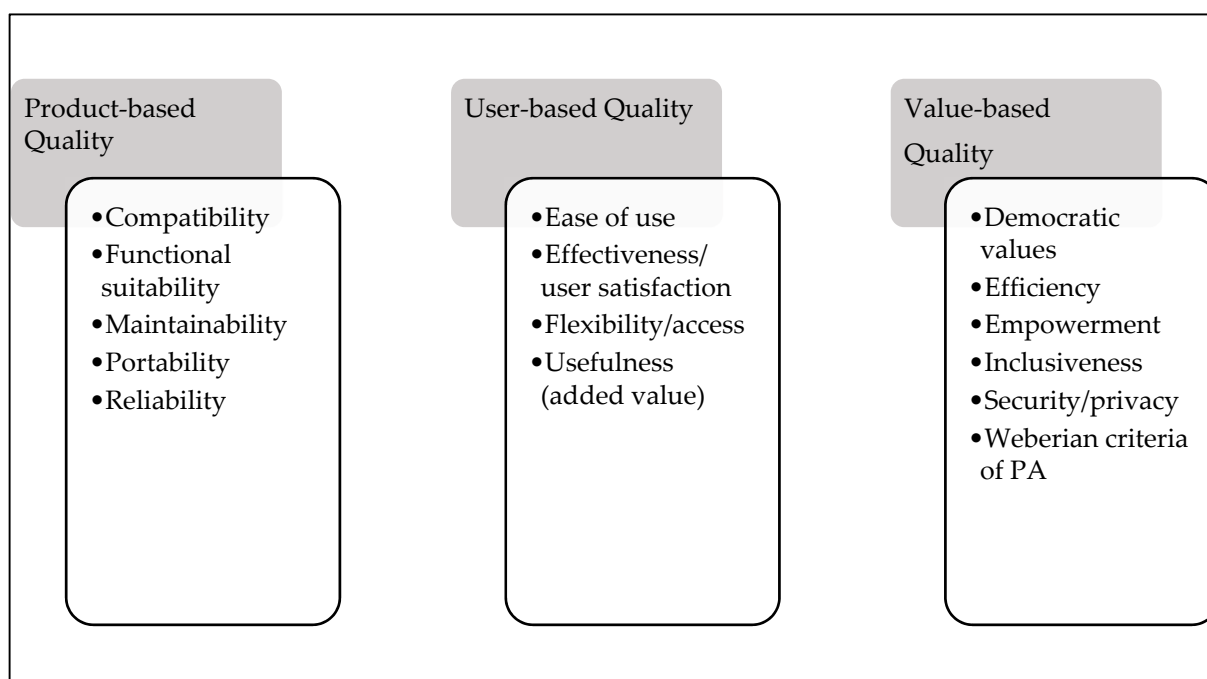 Product-based
Quality
•Compatibility
•Functional
suitability
•Maintainability
•Portability
•Reliability
User-based Quality
•Ease of use
•Effectiveness/
user satisfaction
•Flexibility/access
•Usefulness
(added value)
Value-based
Quality
•Democratic
values
•Efficiency
•Empowerment
•Inclusiveness
•Security/privacy
•Weberian criteria
of PA